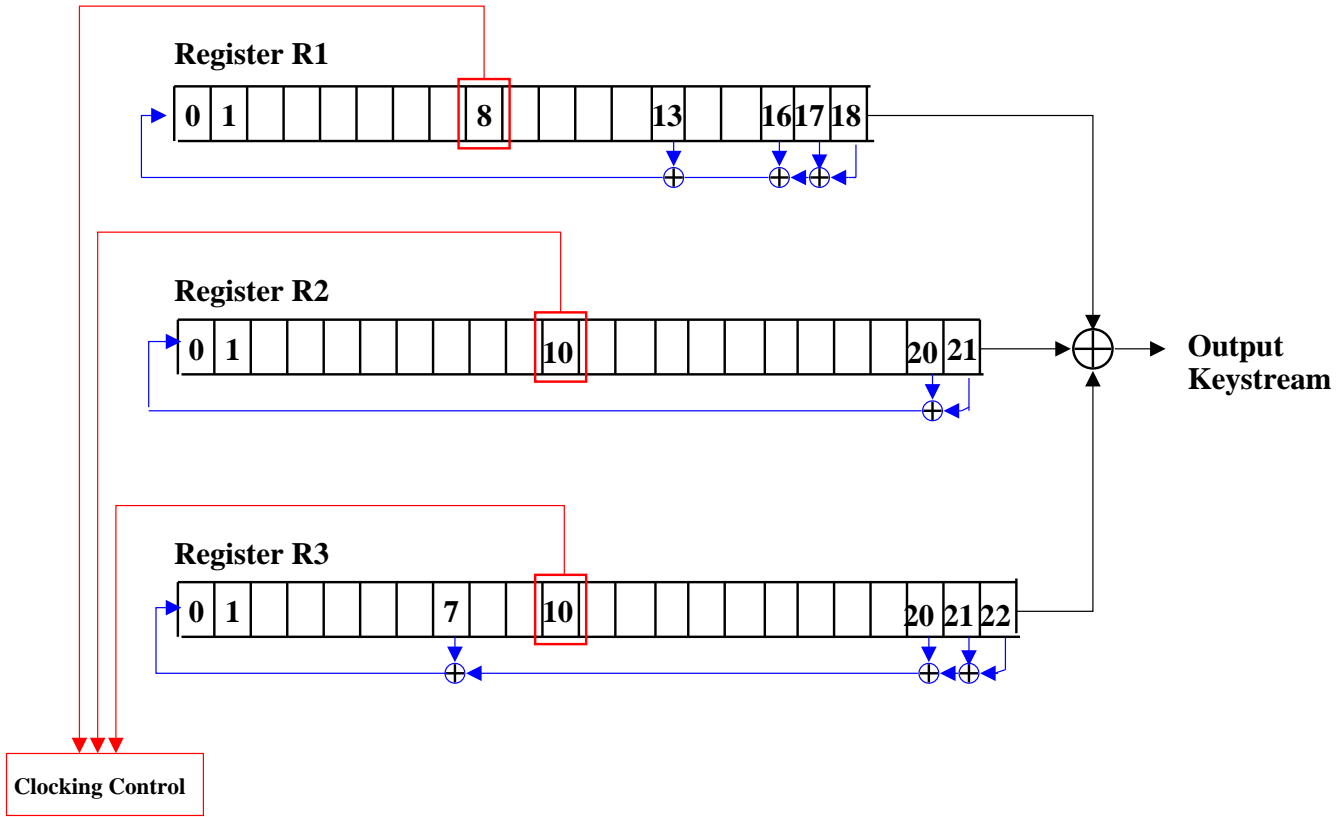 Register R1
0 1 8 13 16 17 18
Register R2
0 1 10 20 21
Output
Keystream
Register R3
0 1 7 10 20 21 22
Clocking Control